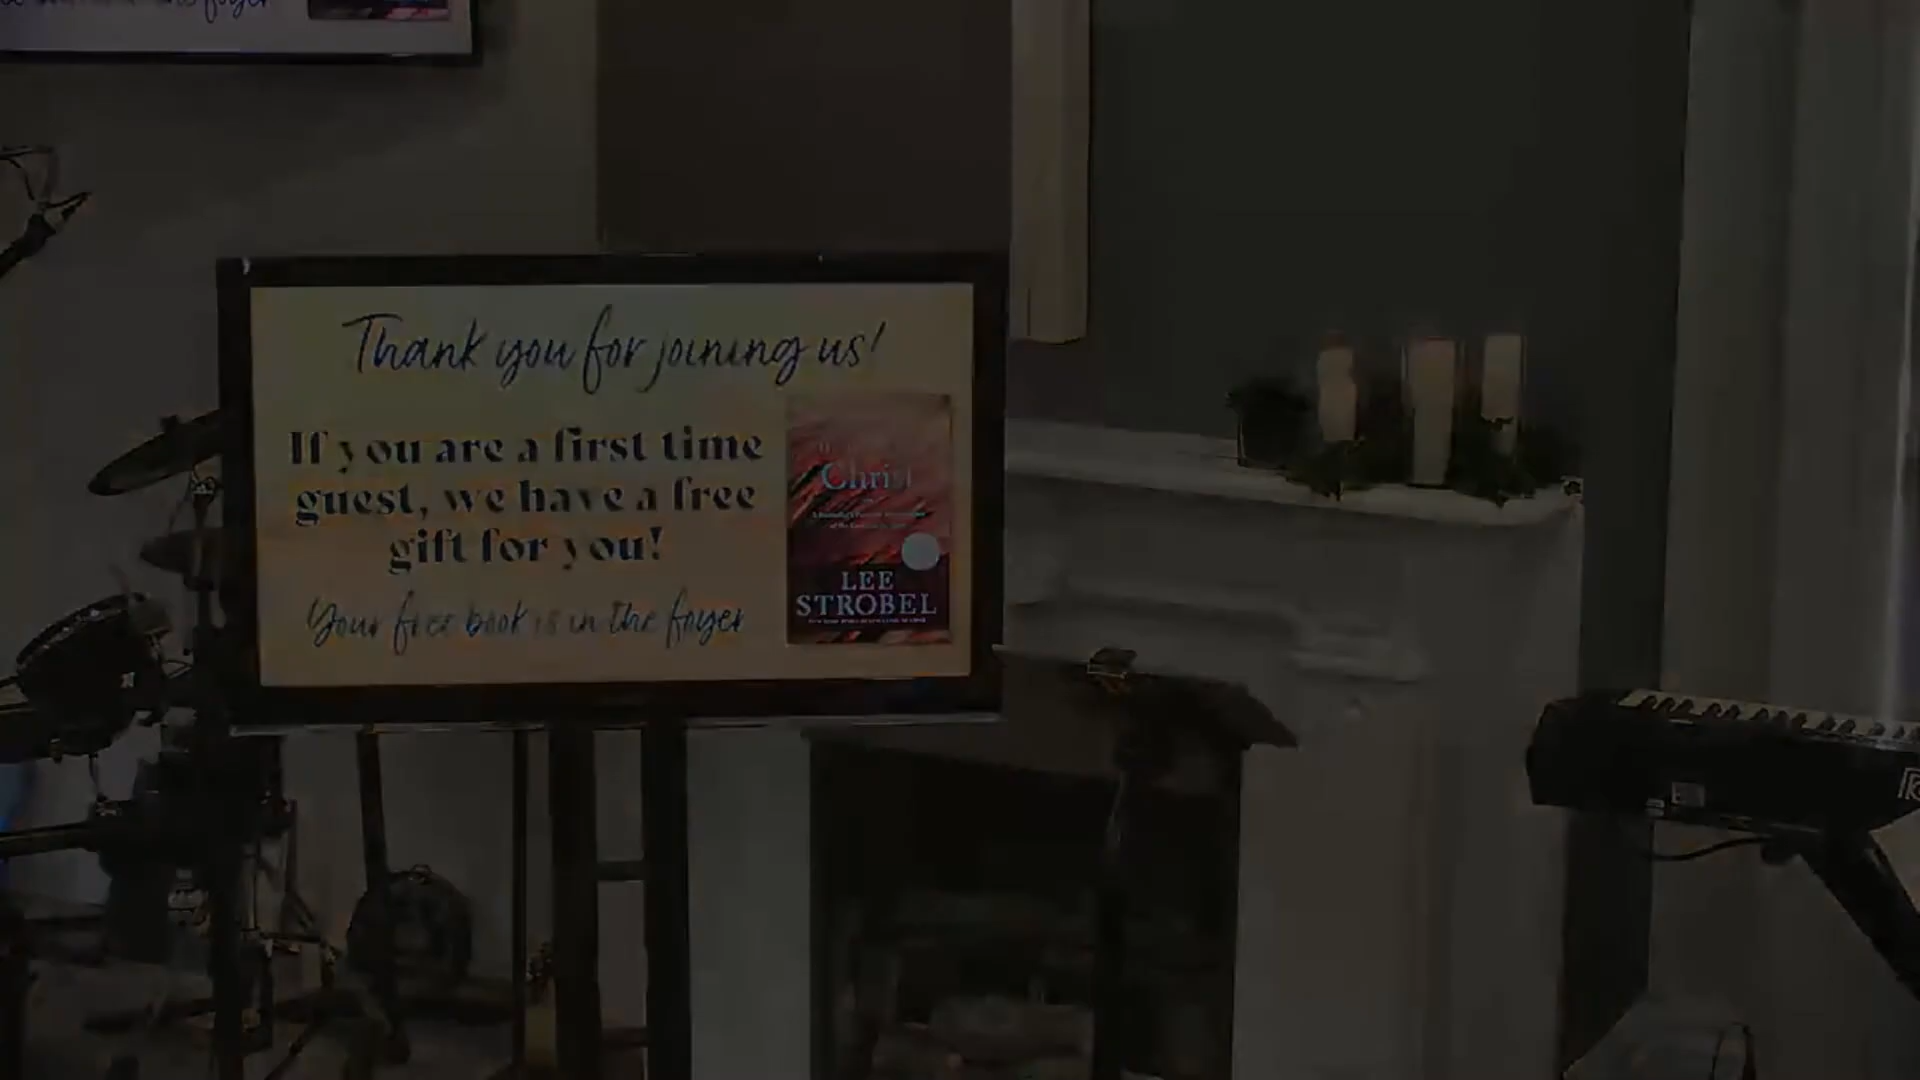 Thank you for joining us!
If you are a first time
guest, we have a free
gift for you!
Your free book is in the foyer
Christ
LEE
STROBEL